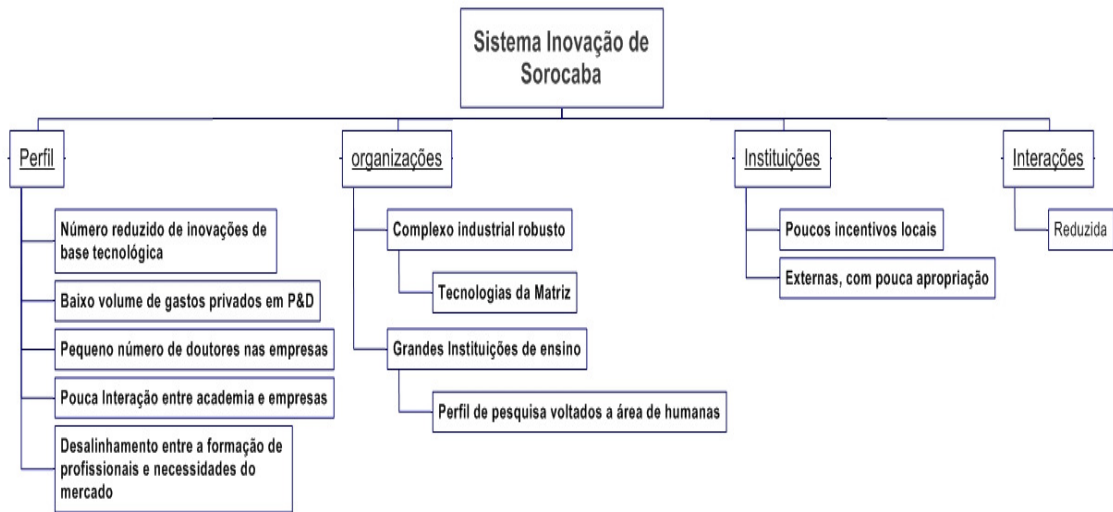 Sistema Inovação de
Sorocaba
Perfil
organizações
Instituições
Interações
Número reduzido de inovações de
base tecnológica
Baixo volume de gastos privados em P&D
Pequeno número de doutores nas empresas
Pouca Interação entre academia e empresas
Desalinhamento entre a formação de
profissionais e necessidades do
mercado
Complexo industrial robusto
Tecnologias da Matriz
Grandes Instituições de ensino
Perfil de pesquisa voltados a área de humanas
Poucos incentivos locais
Externas, com pouca apropriação
Reduzida